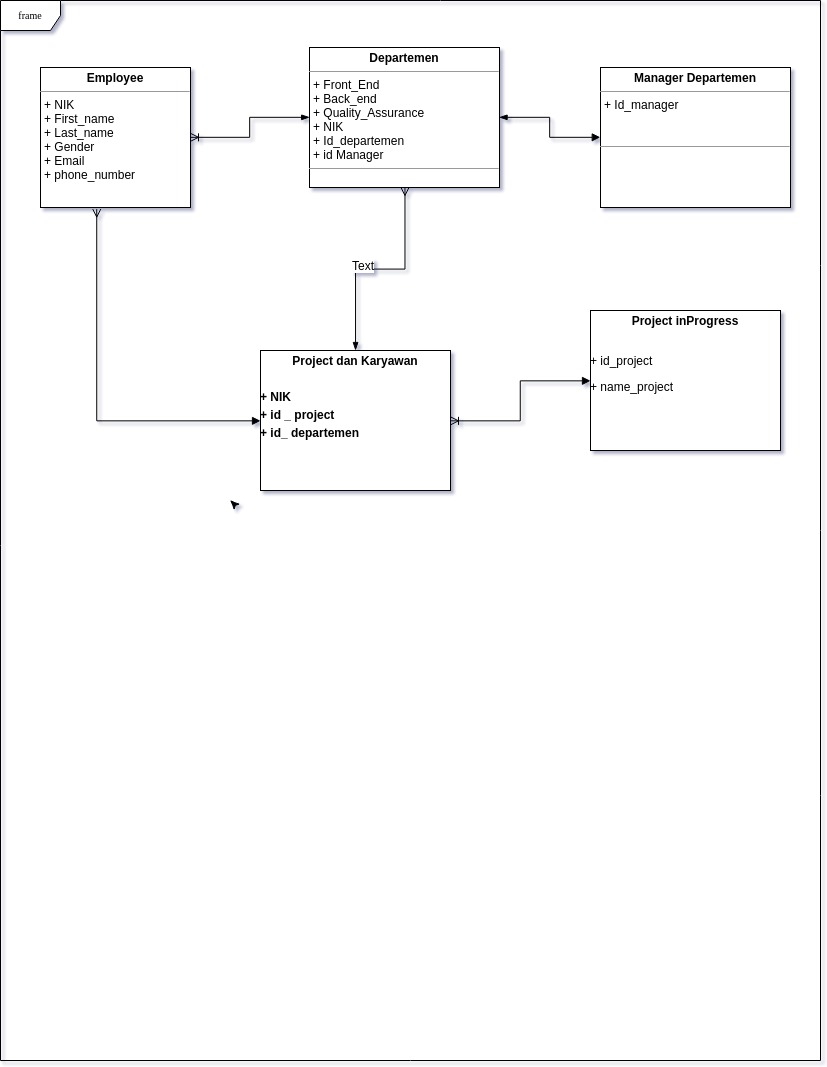 frame
Employee
+ NIK
+ First_name
+ Last_name
+ Gender
+ Email
+ phone_number
Departemen
+ Front_End
+ Back_end
+ Quality_Assurance
+ NIK
+ Id_departemen
+ id Manager
Manager Departemen
+ Id_manager
Text
Project dan Karyawan
+ NIK
+ id _ project
+ id_ departemen
Project inProgress
+ id_project
+ name_project